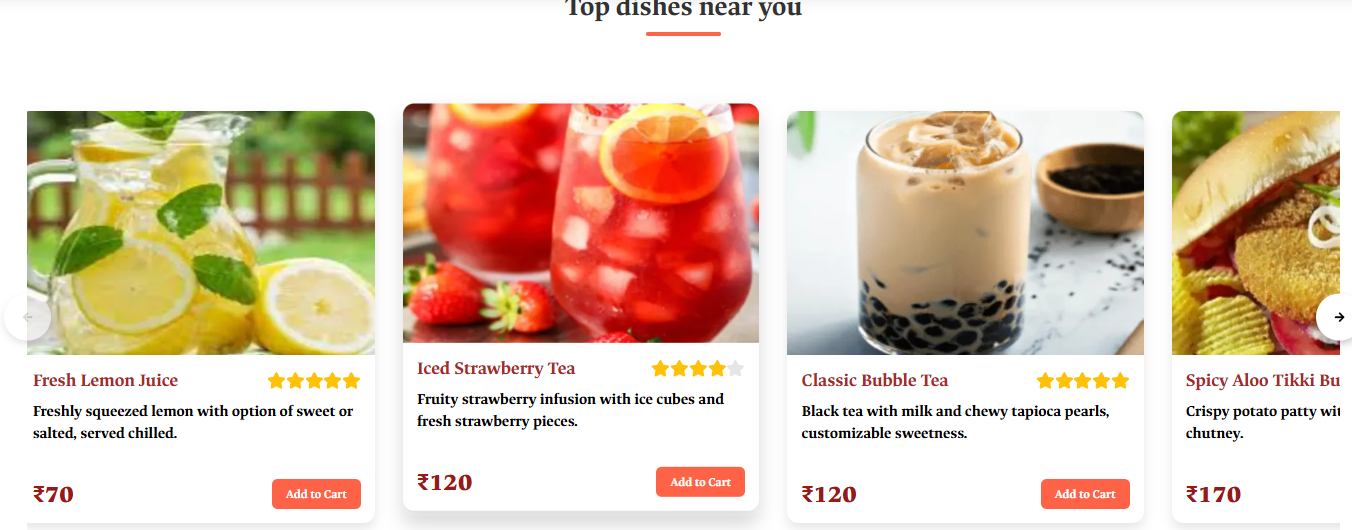 Top dishes near you
Fresh Lemon Juice
Freshly squeezed lemon with option of sweet or
salted, served chilled.
₹70
Add to Cart
Iced Strawberry Tea
Fruity strawberry infusion with ice cubes and
fresh strawberry pieces.
₹120
Add to Cart
Classic Bubble Tea
Black tea with milk and chewy tapioca pearls,
customizable sweetness.
₹120
Add to Cart
Spicy Aloo Tikki Bu
Crispy potato patty wit
chutney.
₹170